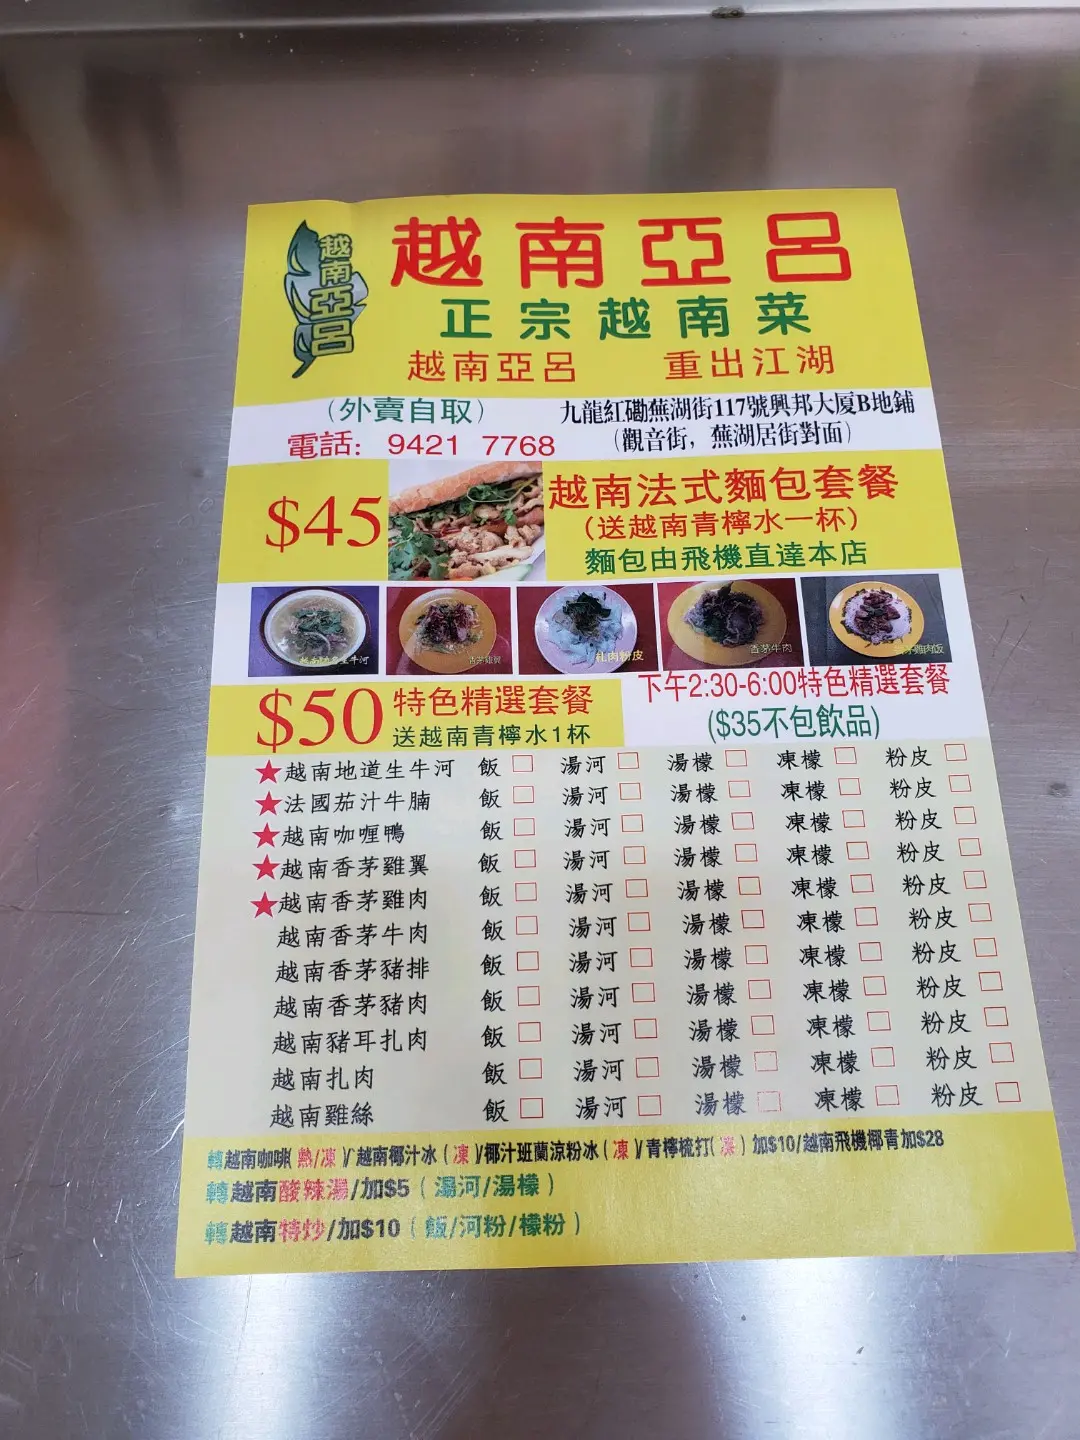 越南亞呂
越南亞呂
正宗越南菜
越南亞呂 重出江湖
（外賣自取）
電話: 9421 7768
九龍紅磡蕪湖街117號興邦大厦B地鋪
（觀音街，蕪湖居街對面）
$45
越南法式麵包套餐
（送越南青檸水一杯）
麵包由飛機直達本店
香茅雞翼
扎肉粉皮
香茅牛肉
香茅雞肉饭
$50 特色精選套餐
送越南青檸水1杯
下午2:30-6:00特色精選套餐
($35不包飲品)
★越南地道生牛河 飯□ 湯河□ 湯檬□ 凍檬□ 粉皮□
★法國茄汁牛腩 飯□ 湯河□ 湯檬□ 凍檬□ 粉皮□
★越南咖喱鴨 飯□ 湯河□ 湯檬□ 凍檬□ 粉皮□
★越南香茅雞翼 飯□ 湯河□ 湯檬□ 凍檬□ 粉皮□
★越南香茅雞肉 飯□ 湯河□ 湯檬□ 凍檬□ 粉皮□
越南香茅牛肉 飯□ 湯河□ 湯檬□ 凍檬□ 粉皮□
越南香茅豬排 飯□ 湯河□ 湯檬□ 凍檬□ 粉皮□
越南香茅豬肉 飯□ 湯河□ 湯檬□ 凍檬□ 粉皮□
越南豬耳扎肉 飯□ 湯河□ 湯檬□ 凍檬□ 粉皮□
越南扎肉 飯□ 湯河□ 湯檬□ 凍檬□ 粉皮□
越南雞絲 飯□ 湯河□ 湯檬□ 凍檬□ 粉皮□
轉越南咖啡(熱/凍)/越南椰汁冰(凍)/椰汁班蘭涼粉冰(凍)/青檸梳打(凍) 加$10/越南飛機椰青加$28
轉越南酸辣湯/加$5（湯河/湯檬）
轉越南特炒/加$10（飯/河粉/檬粉）